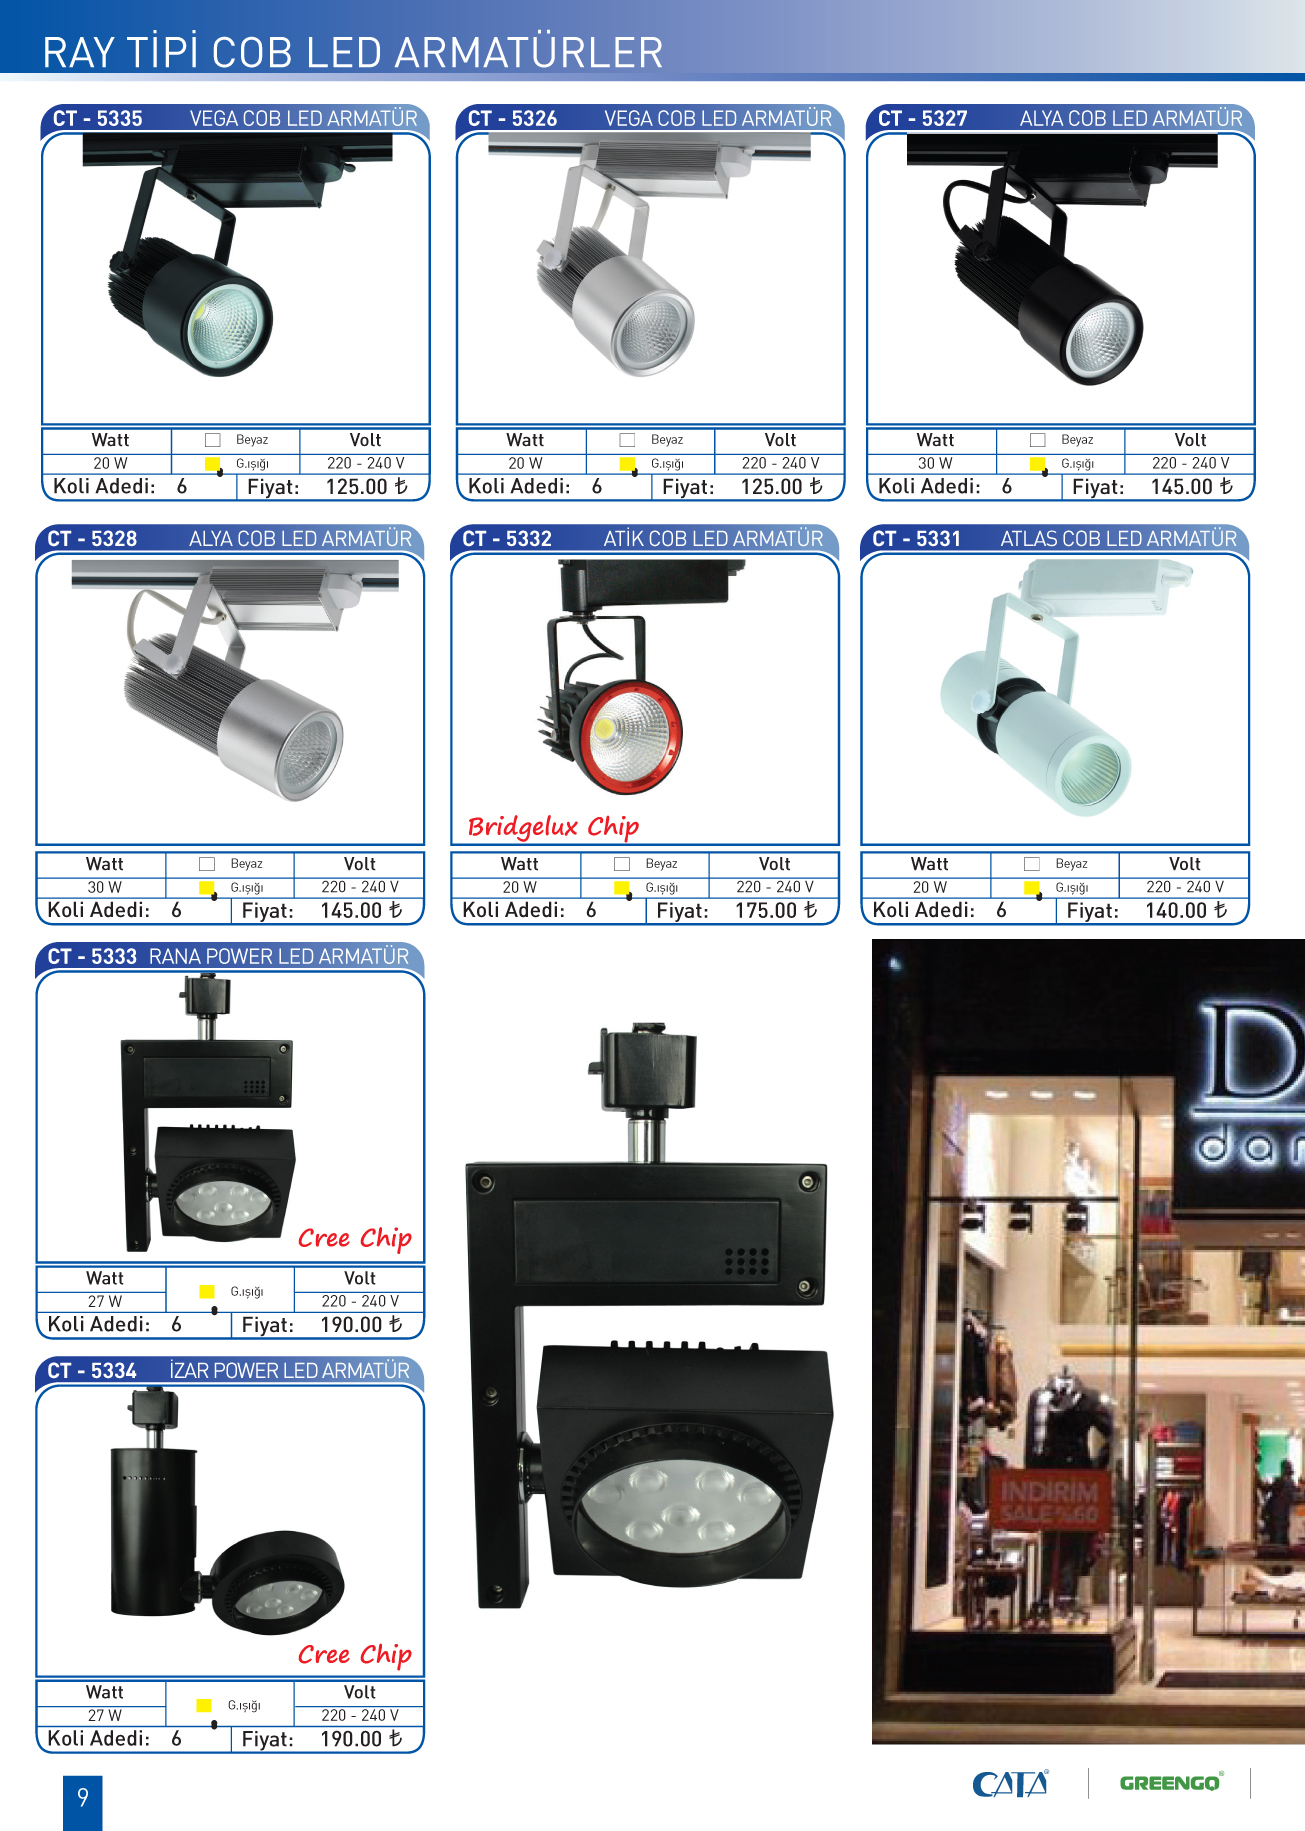 RAY TİPİ COB LED ARMATÜRLER
CT - 5335 VEGA COB LED ARMATÜR
Watt Beyaz Volt
20 W G.ışığı 220 - 240 V
Koli Adedi: 6 Fiyat: 125.00 ₺
CT - 5326 VEGA COB LED ARMATÜR
Watt Beyaz Volt
20 W G.ışığı 220 - 240 V
Koli Adedi: 6 Fiyat: 125.00 ₺
CT - 5327 ALYA COB LED ARMATÜR
Watt Beyaz Volt
30 W G.ışığı 220 - 240 V
Koli Adedi: 6 Fiyat: 145.00 ₺
CT - 5328 ALYA COB LED ARMATÜR
Watt Beyaz Volt
30 W G.ışığı 220 - 240 V
Koli Adedi: 6 Fiyat: 145.00 ₺
CT - 5332 ATİK COB LED ARMATÜR
Bridgelux Chip
Watt Beyaz Volt
20 W G.ışığı 220 - 240 V
Koli Adedi: 6 Fiyat: 175.00 ₺
CT - 5331 ATLAS COB LED ARMATÜR
Watt Beyaz Volt
20 W G.ışığı 220 - 240 V
Koli Adedi: 6 Fiyat: 140.00 ₺
CT - 5333 RANA POWER LED ARMATÜR
Cree Chip
Watt G.ışığı Volt
27 W 220 - 240 V
Koli Adedi: 6 Fiyat: 190.00 ₺
CT - 5334 İZAR POWER LED ARMATÜR
Cree Chip
Watt G.ışığı Volt
27 W 220 - 240 V
Koli Adedi: 6 Fiyat: 190.00 ₺
D
dar
INDIRIM
SALE %60
9
CATA®
GREENGO®